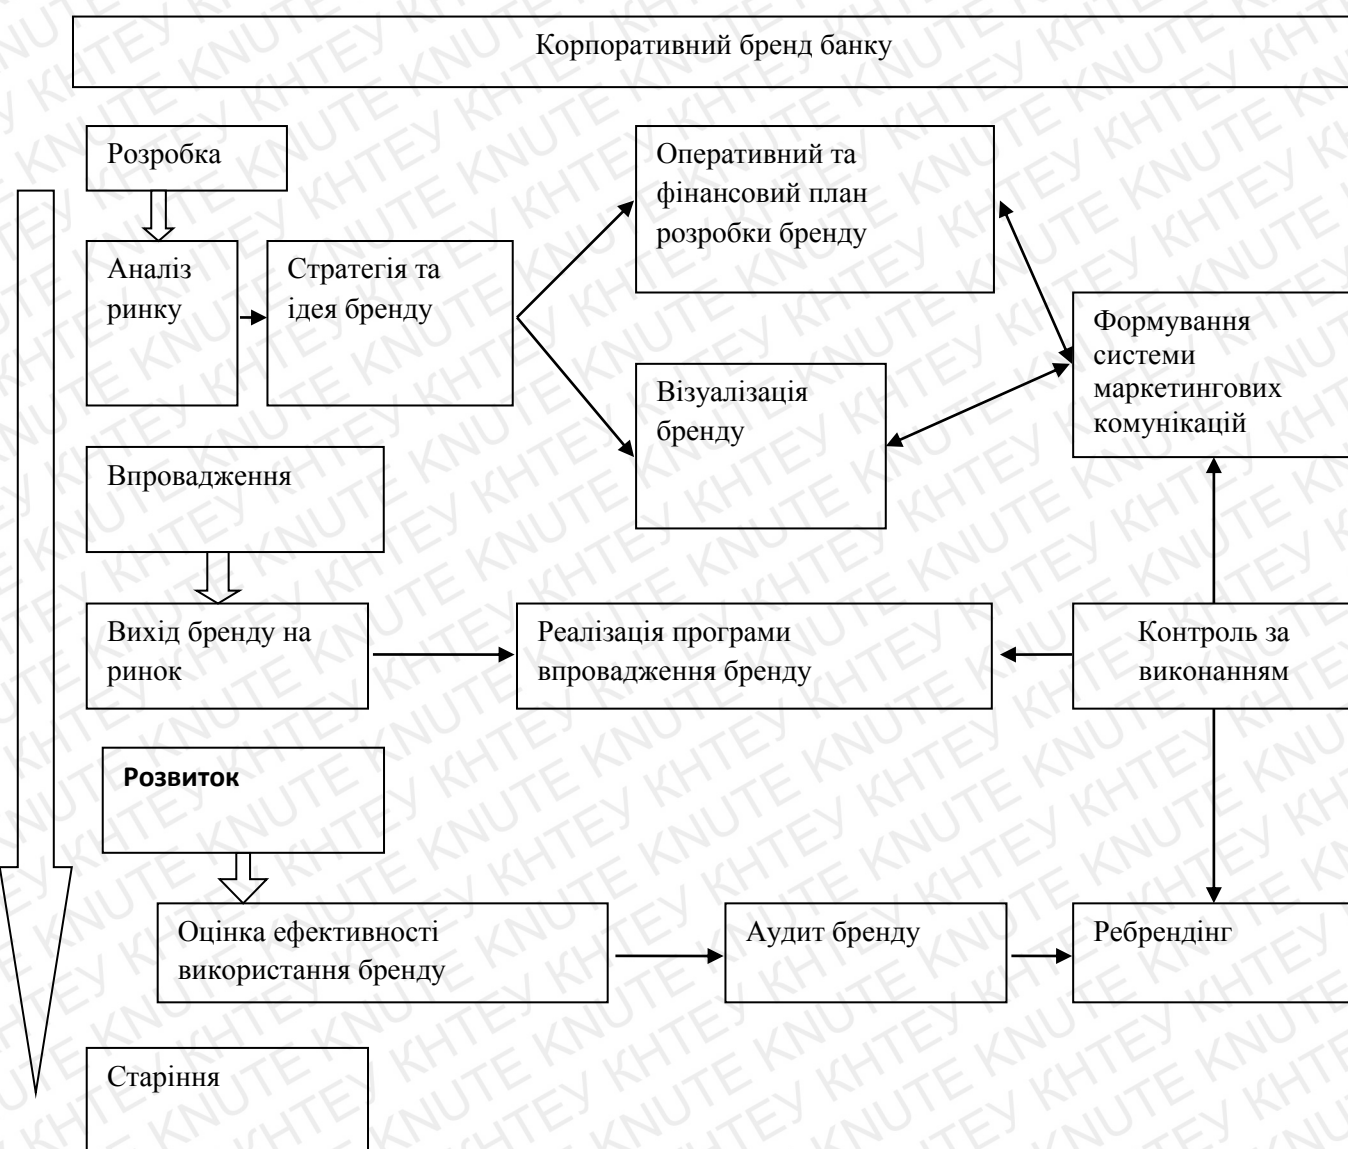 Корпоративний бренд банку
Розробка
Оперативний та
фінансовий план
розробки бренду
Аналіз
ринку
Стратегія та
ідея бренду
Формування
системи
маркетингових
комунікацій
Візуалізація
бренду
Впровадження
Вихід бренду на
ринок
Реалізація програми
впровадження бренду
Контроль за
виконанням
Розвиток
Оцінка ефективності
використання бренду
Аудит бренду
Ребрендінг
Старіння